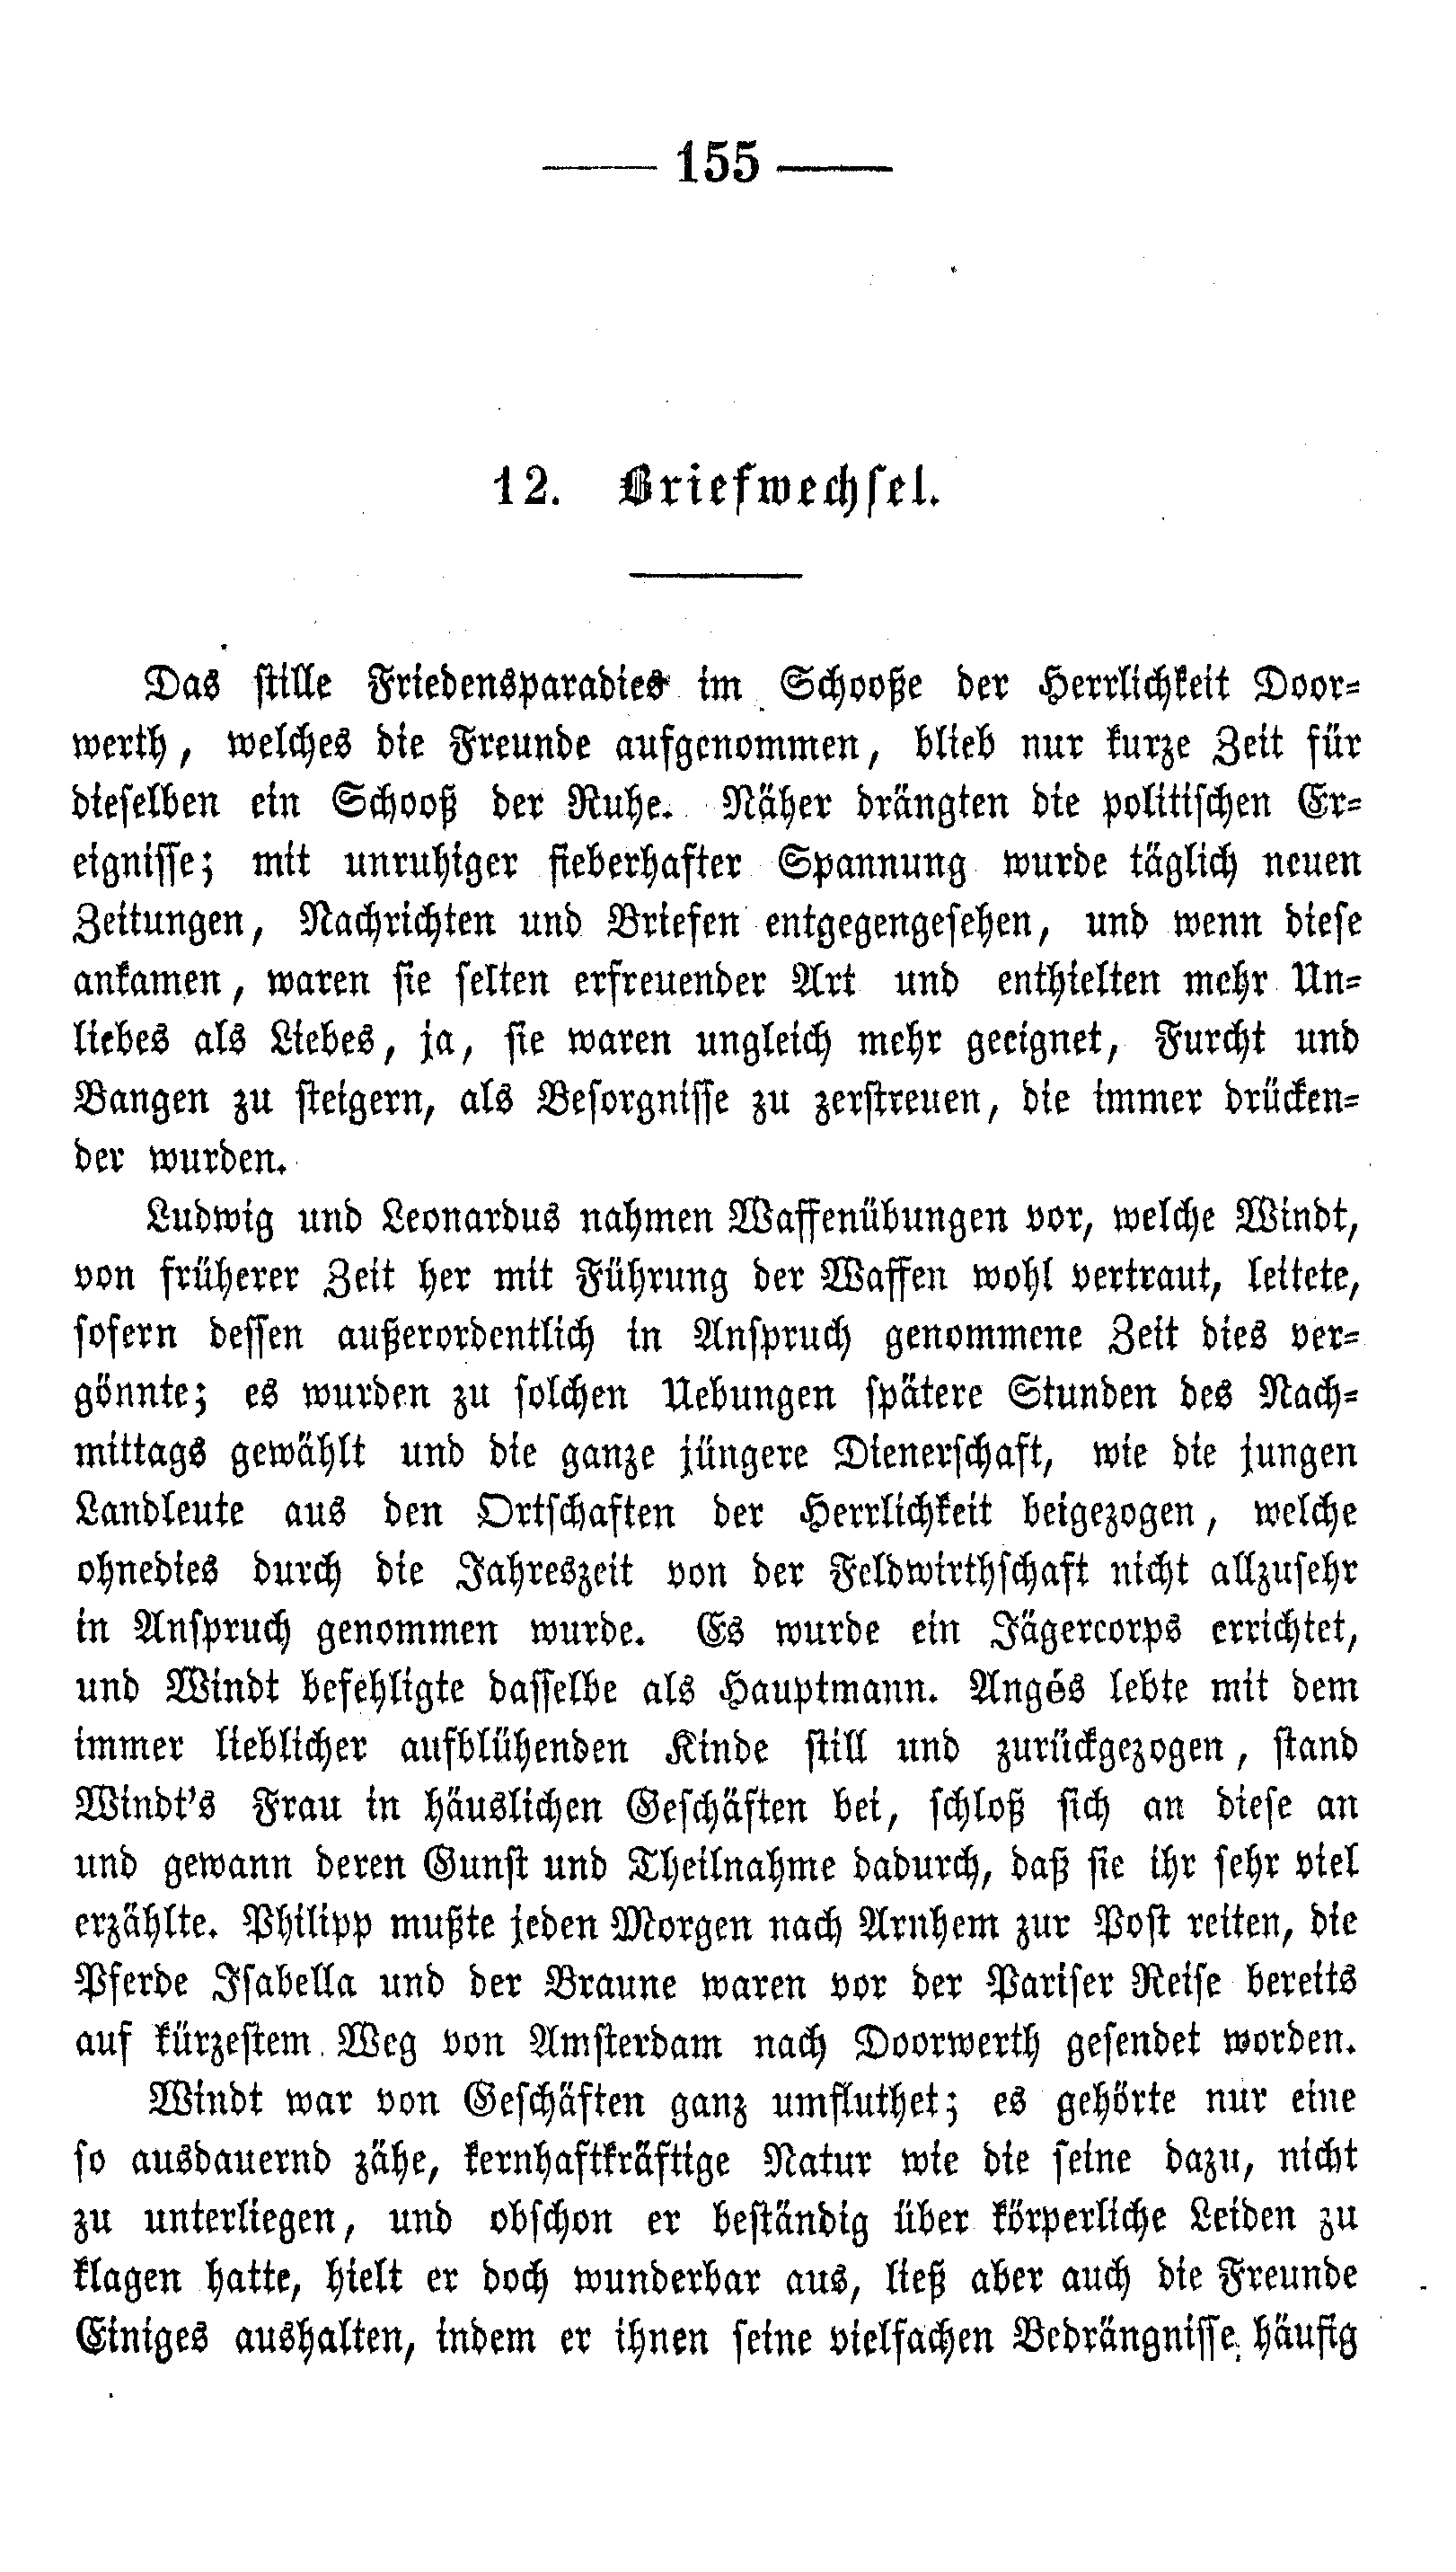 — 155 —
12. Briefwechsel.
Das stille Friedensparadies im Schooße der Herrlichkeit Door-
werth, welches die Freunde aufgenommen, blieb nur kurze Zeit für
dieselben ein Schooß der Ruhe. Näher drängten die politischen Er-
eignisse; mit unruhiger fieberhafter Spannung wurde täglich neuen
Zeitungen, Nachrichten und Briefen entgegengesehen, und wenn diese
ankamen, waren sie selten erfreuender Art und enthielten mehr Un-
liebes als Liebes, ja, sie waren ungleich mehr geeignet, Furcht und
Bangen zu steigern, als Besorgnisse zu zerstreuen, die immer drücken-
der wurden.
Ludwig und Leonardus nahmen Waffenübungen vor, welche Windt,
von früherer Zeit her mit Führung der Waffen wohl vertraut, leitete,
sofern dessen außerordentlich in Anspruch genommene Zeit dies ver-
gönnte; es wurden zu solchen Uebungen spätere Stunden des Nach-
mittags gewählt und die ganze jüngere Dienerschaft, wie die jungen
Landleute aus den Ortschaften der Herrlichkeit beigezogen, welche
ohnedies durch die Jahreszeit von der Feldwirthschaft nicht allzusehr
in Anspruch genommen wurde. Es wurde ein Jägercorps errichtet,
und Windt befehligte dasselbe als Hauptmann. Angés lebte mit dem
immer lieblicher aufblühenden Kinde still und zurückgezogen, stand
Windt's Frau in häuslichen Geschäften bei, schloß sich an diese an
und gewann deren Gunst und Theilnahme dadurch, daß sie ihr sehr viel
erzählte. Philipp mußte jeden Morgen nach Arnhem zur Post reiten, die
Pferde Isabella und der Braune waren vor der Pariser Reise bereits
auf kürzestem Weg von Amsterdam nach Doorwerth gesendet worden.
Windt war von Geschäften ganz umfluthet; es gehörte nur eine
so ausdauernd zähe, kernhaftkräftige Natur wie die seine dazu, nicht
zu unterliegen, und obschon er beständig über körperliche Leiden zu
klagen hatte, hielt er doch wunderbar aus, ließ aber auch die Freunde
Einiges aushalten, indem er ihnen seine vielfachen Bedrängnisse häufig